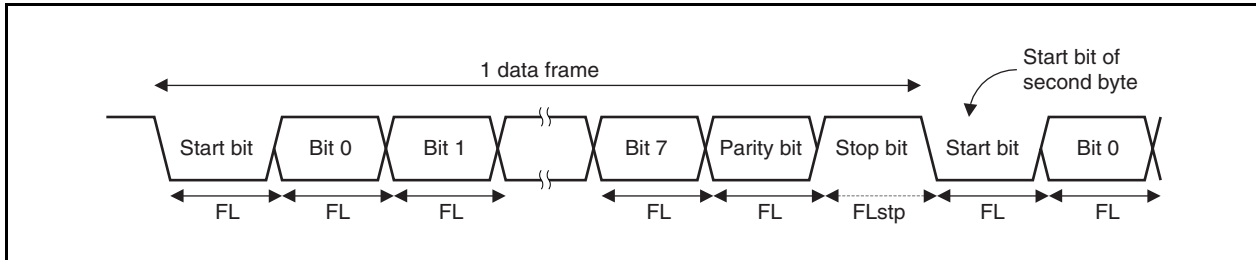 1 data frame
Start bit of
second byte
Start bit
Bit 0
Bit 1
Bit 7
Parity bit
Stop bit
Start bit
Bit 0
FL
FL
FL
FL
FL
FLstp
FL
FL